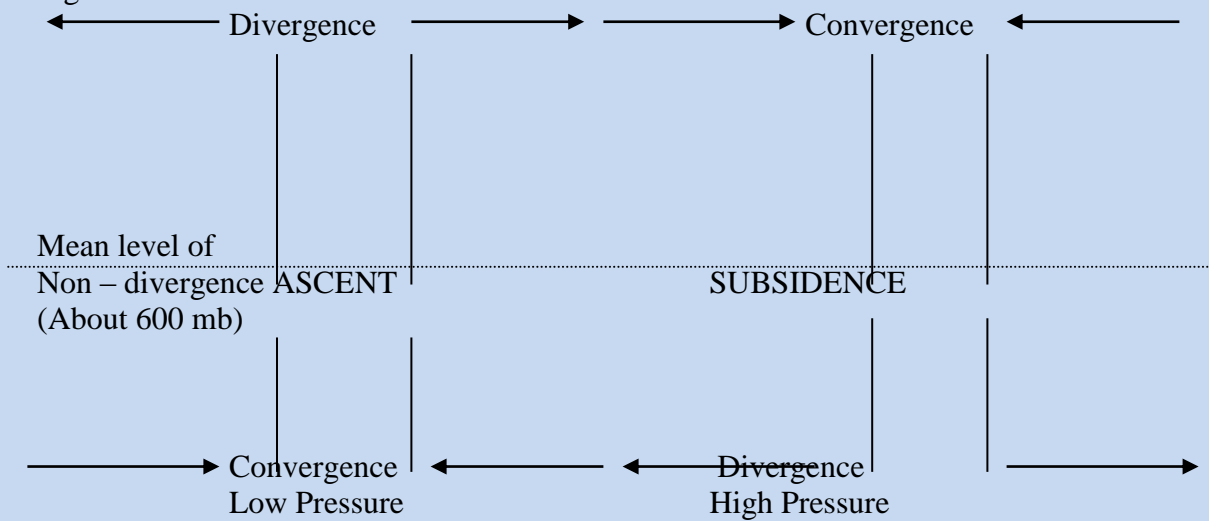 Divergence Convergence
Mean level of
Non – divergence ASCENT SUBSIDENCE
(About 600 mb)
Convergence Divergence
Low Pressure High Pressure